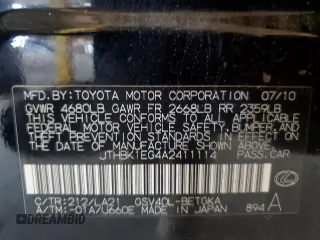 MFD.BY:TOYOTA MOTOR CORPORATION 07/10
GVWR 4680LB GAWR FR 2668LB RR 2359LB
THIS VEHICLE CONFORMS TO ALL APPLICABLE
FEDERAL MOTOR VEHICLE SAFETY, BUMPER, AND
THEFT PREVENTION STANDARDS IN EFFECT ON
THE DATE OF MANUFACTURE SHOWN ABOVE.
JTHBK1EG4A2411114
PASS. CAR
C/TR:212/LA21 GSV40L-BETGKA
A/TM:-01A/U660E MADE IN JAPAN 894 A
AUTOBIDMASTER